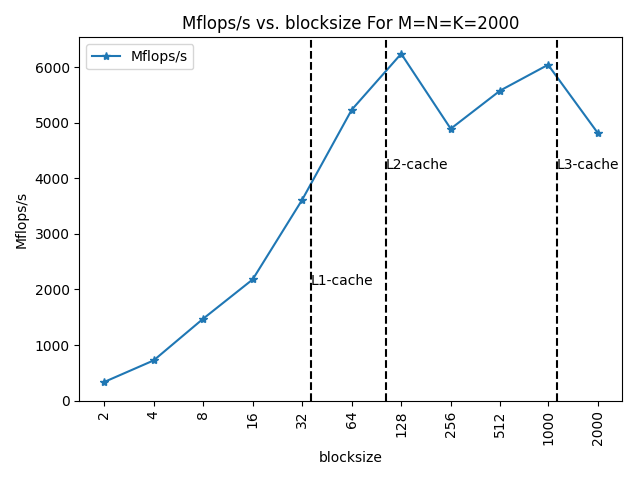 Mflops/s vs. blocksize For M=N=K=2000
Mflops/s
6000
5000
4000
3000
2000
1000
0
Mflops/s
L2-cache
L3-cache
L1-cache
2
4
8
16
32
64
128
256
512
1000
2000
blocksize